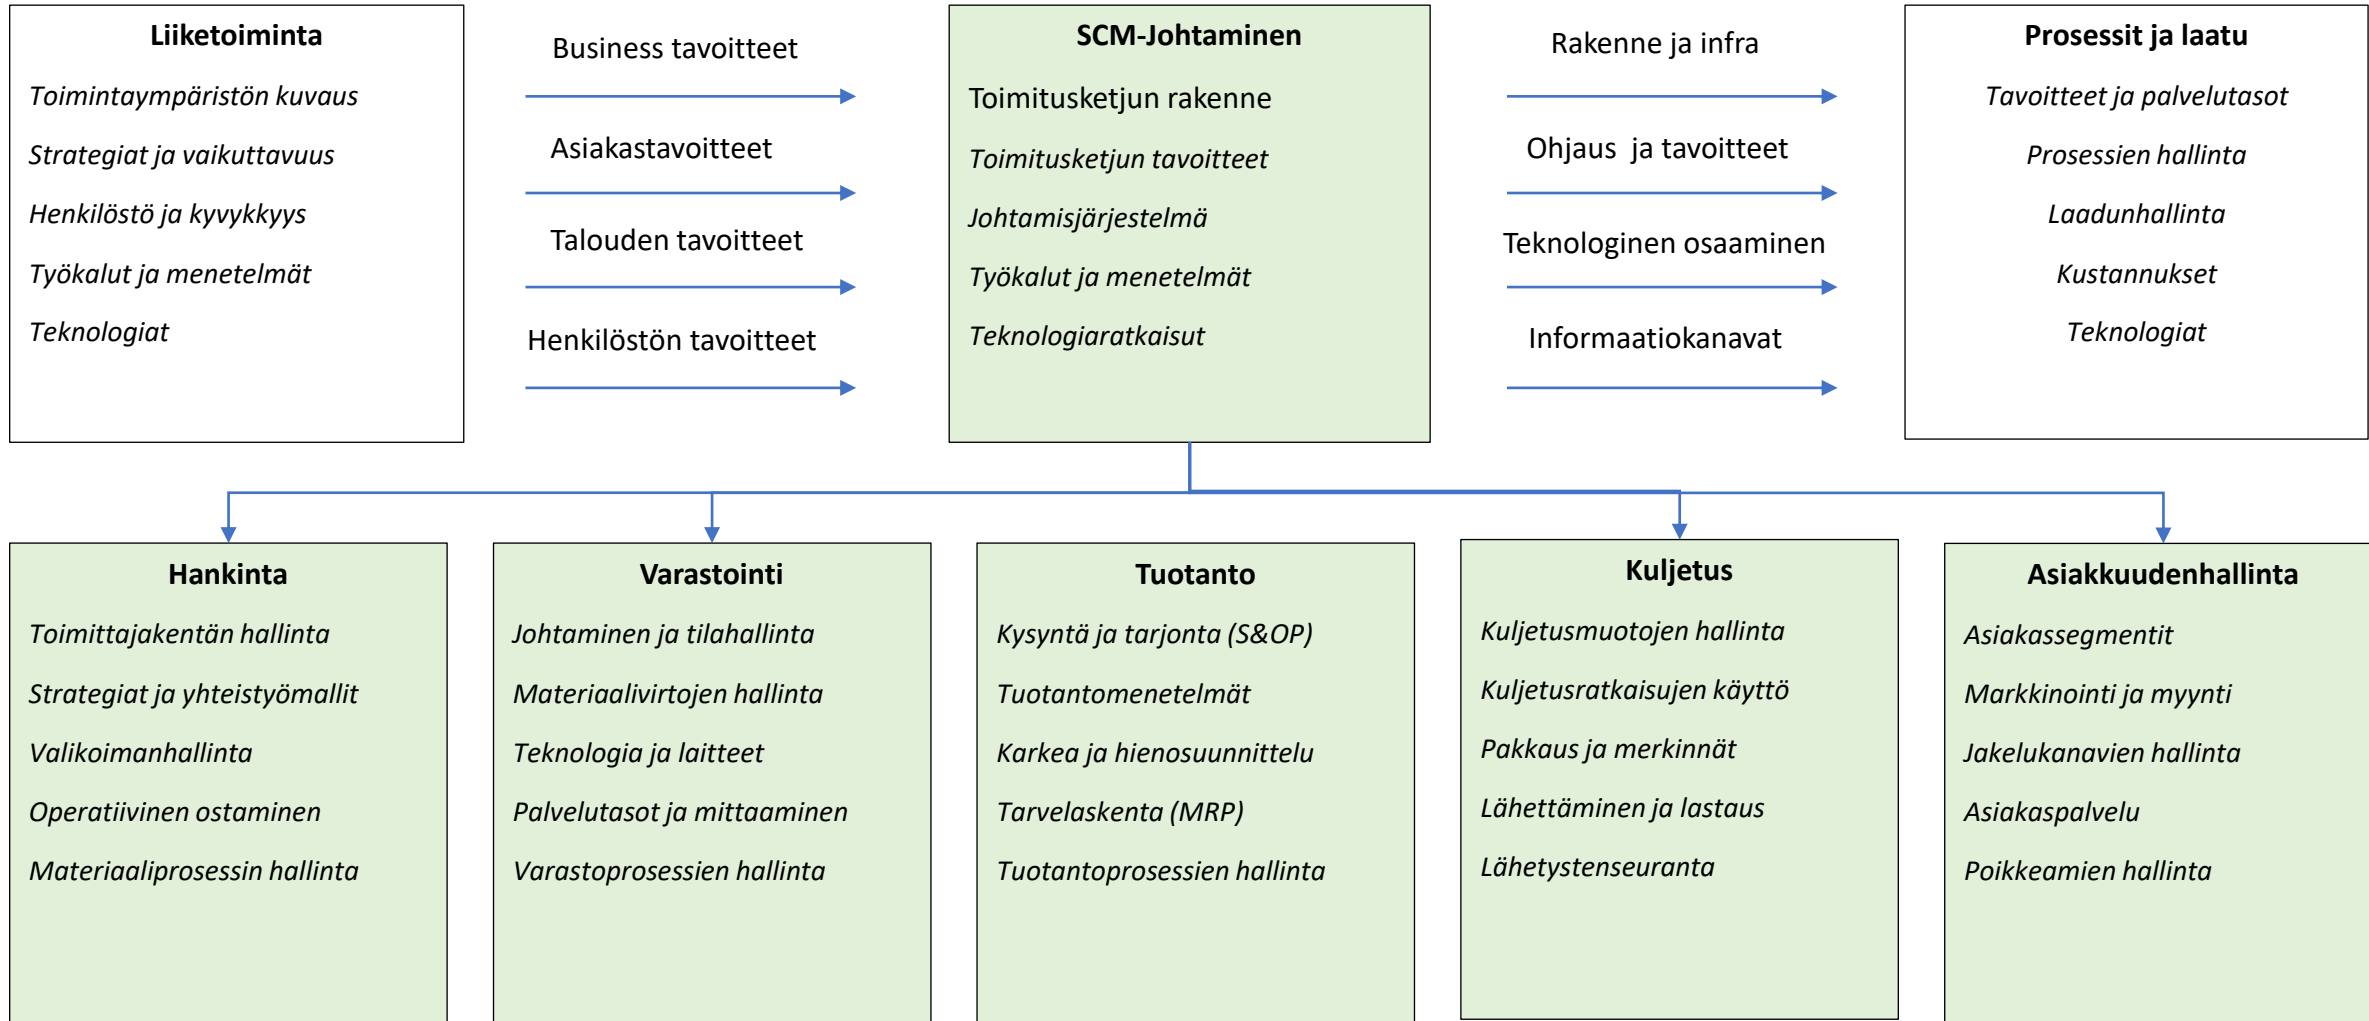 Liiketoiminta
Toimintaympäristön kuvaus
Strategiat ja vaikuttavuus
Henkilöstö ja kyvykkyys
Työkalut ja menetelmät
Teknologiat
Business tavoitteet
Asiakastavoitteet
Talouden tavoitteet
Henkilöstön tavoitteet
SCM-Johtaminen
Toimitusketjun rakenne
Toimitusketjun tavoitteet
Johtamisjärjestelmä
Työkalut ja menetelmät
Teknologiaratkaisut
Rakenne ja infra
Ohjaus ja tavoitteet
Teknologinen osaaminen
Informaatiokanavat
Prosessit ja laatu
Tavoitteet ja palvelutasot
Prosessien hallinta
Laadunhallinta
Kustannukset
Teknologiat
Hankinta
Toimittajakentän hallinta
Strategiat ja yhteistyömallit
Valikoimanhallinta
Operatiivinen ostaminen
Materiaaliprosessin hallinta
Varastointi
Johtaminen ja tilahallinta
Materiaalivirtojen hallinta
Teknologia ja laitteet
Palvelutasot ja mittaaminen
Varastoprosessien hallinta
Tuotanto
Kysyntä ja tarjonta (S&OP)
Tuotantomenetelmät
Karkea ja hienosuunnittelu
Tarvelaskenta (MRP)
Tuotantoprosessien hallinta
Kuljetus
Kuljetusmuotojen hallinta
Kuljetusratkaisujen käyttö
Pakkaus ja merkinnät
Lähettäminen ja lastaus
Lähetystenseuranta
Asiakkuudenhallinta
Asiakassegmentit
Markkinointi ja myynti
Jakelukanavien hallinta
Asiakaspalvelu
Poikkeamien hallinta